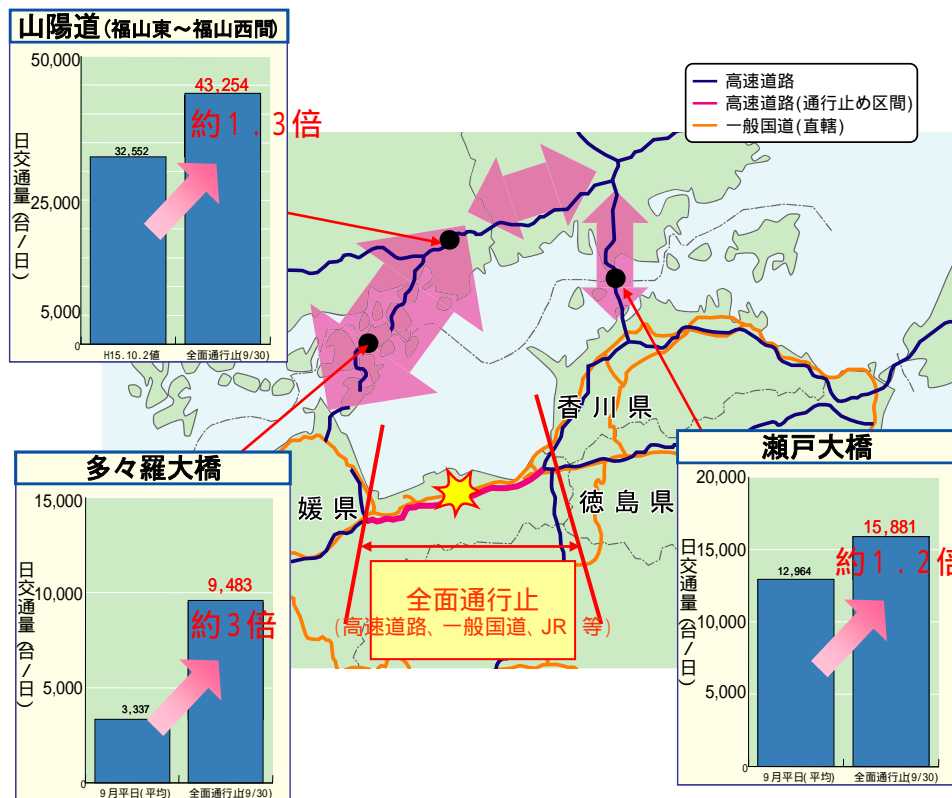 山陽道(福山東～福山西間)
50,000
25,000
5,000
0
日交通量(台/日)
32,552
43,254
約1.3倍
H15.10.2値
全面通行止(9/30)
高速道路
高速道路(通行止め区間)
一般国道(直轄)
香川県
徳島県
媛県
全面通行止
(高速道路、一般国道、JR 等)
多々羅大橋
15,000
10,000
5,000
0
日交通量(台/日)
3,337
9,483
約3倍
9月平日(平均)
全面通行止(9/30)
瀬戸大橋
20,000
15,000
10,000
5,000
0
日交通量(台/日)
12,964
15,881
約1.2倍
9月平日(平均)
全面通行止(9/30)